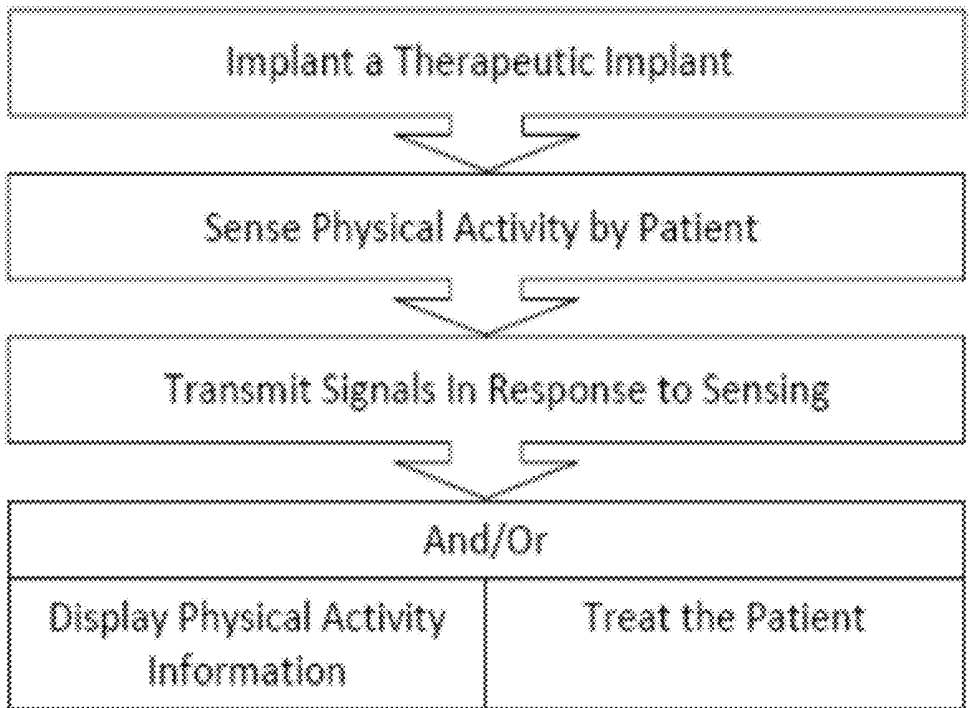 Implant a Therapeutic Implant
Sense Physical Activity by Patient
Transmit Signals In Response to Sensing
And/Or
Display Physical Activity
Information
Treat the Patient